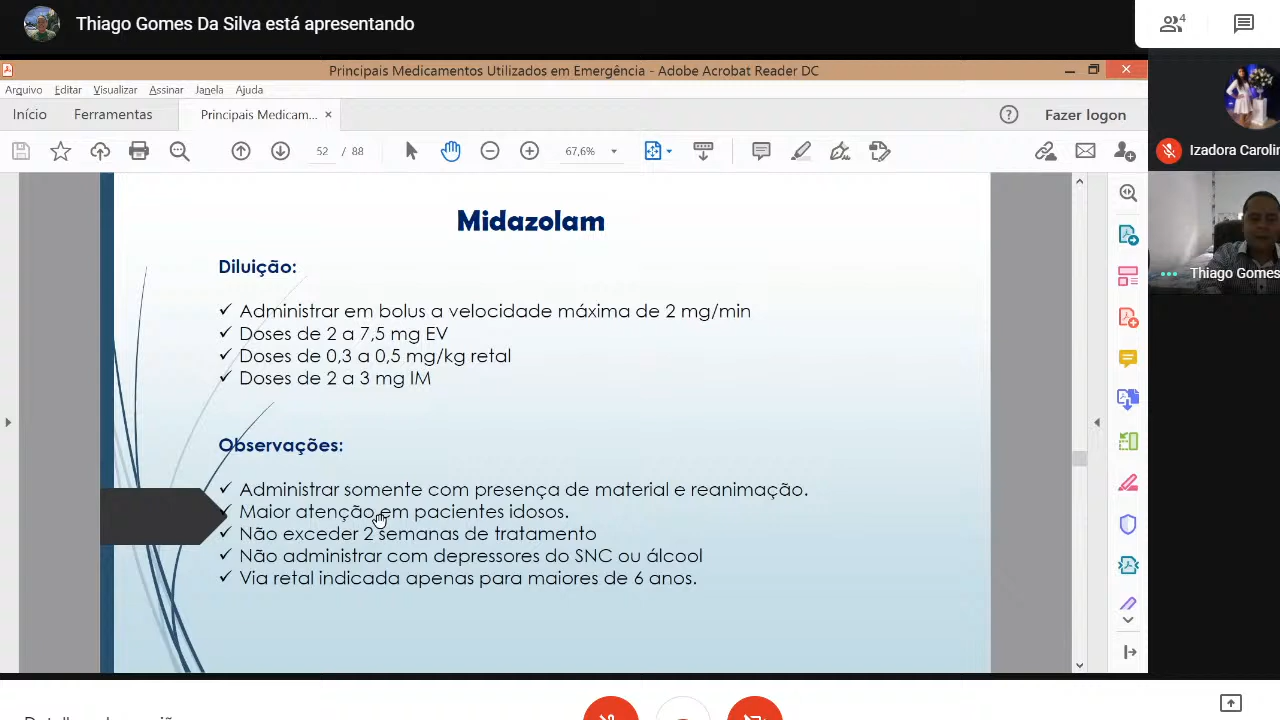 Thiago Gomes Da Silva está apresentando
4
Principais Medicamentos Utilizados em Emergência - Adobe Acrobat Reader DC
Arquivo Editar Visualizar Assinar Janela Ajuda
Início Ferramentas Principais Medicam... × Fazer logon
52 / 88 67,6%
Izadora Carolin
Thiago Gomes
Midazolam
Diluição:
✓ Administrar em bolus a velocidade máxima de 2 mg/min
✓ Doses de 2 a 7,5 mg EV
✓ Doses de 0,3 a 0,5 mg/kg retal
✓ Doses de 2 a 3 mg IM
Observações:
✓ Administrar somente com presença de material e reanimação.
✓ Maior atenção em pacientes idosos.
✓ Não exceder 2 semanas de tratamento
✓ Não administrar com depressores do SNC ou álcool
✓ Via retal indicada apenas para maiores de 6 anos.